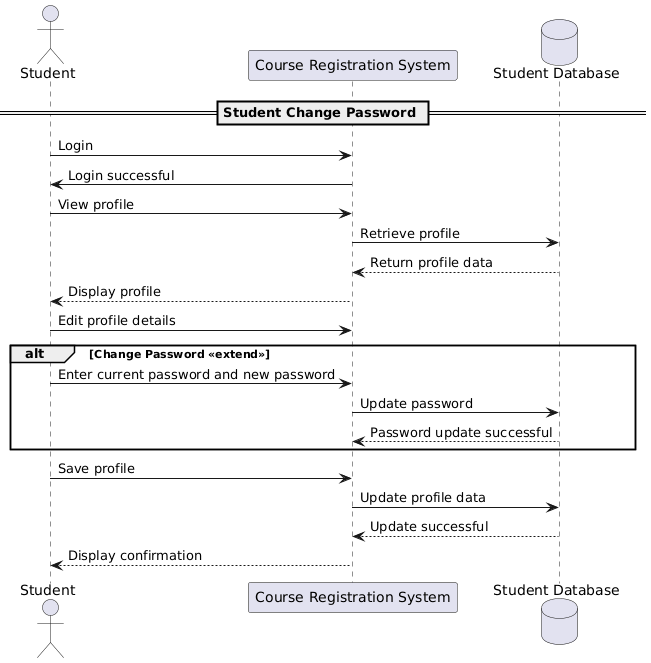 Student
Course Registration System
Student Database
Student Change Password
Login
Login successful
View profile
Retrieve profile
Return profile data
Display profile
Edit profile details
alt [Change Password «extend»]
Enter current password and new password
Update password
Password update successful
Save profile
Update profile data
Update successful
Display confirmation
Student
Course Registration System
Student Database